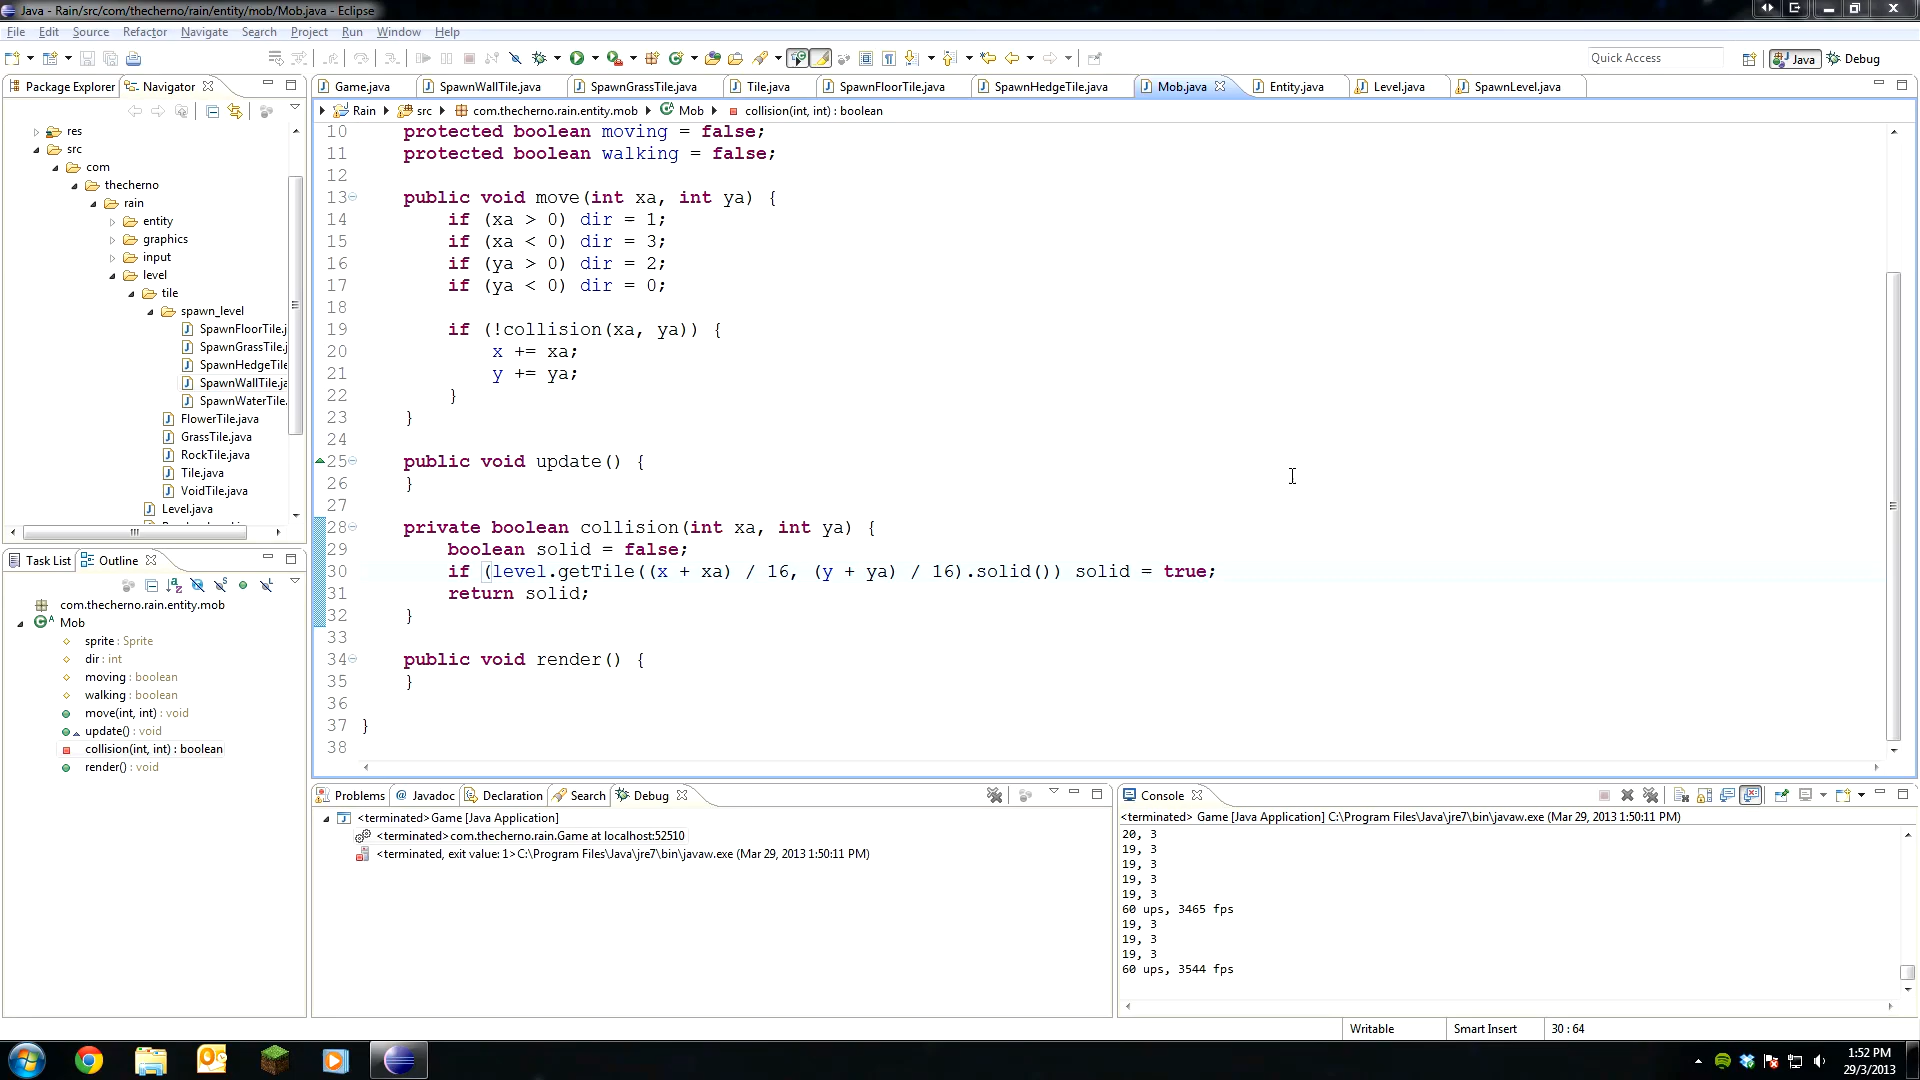 Java - Rain/src/com/thecherno/rain/entity/mob/Mob.java - Eclipse
File Edit Source Refactor Navigate Search Project Run Window Help
Quick Access
Java
Debug
Package Explorer
Navigator
Game.java
SpawnWallTile.java
SpawnGrassTile.java
Tile.java
SpawnFloorTile.java
SpawnHedgeTile.java
Mob.java
Entity.java
Level.java
SpawnLevel.java
Rain src com.thecherno.rain.entity.mob Mob collision(int, int) : boolean
res
src
com
thecherno
rain
entity
graphics
input
level
tile
spawn_level
SpawnFloorTile.j
SpawnGrassTile.j
SpawnHedgeTile
SpawnWallTile.ja
SpawnWaterTile.
FlowerTile.java
GrassTile.java
RockTile.java
Tile.java
VoidTile.java
Level.java
10 protected boolean moving = false;
11 protected boolean walking = false;
12
13 public void move(int xa, int ya) {
14 if (xa > 0) dir = 1;
15 if (xa < 0) dir = 3;
16 if (ya > 0) dir = 2;
17 if (ya < 0) dir = 0;
18
19 if (!collision(xa, ya)) {
20 x += xa;
21 y += ya;
22 }
23 }
24
25 public void update() {
26 }
27
28 private boolean collision(int xa, int ya) {
29 boolean solid = false;
30 if (level.getTile((x + xa) / 16, (y + ya) / 16).solid()) solid = true;
31 return solid;
32 }
33
34 public void render() {
35 }
36
37 }
38
Task List
Outline
com.thecherno.rain.entity.mob
Mob
sprite : Sprite
dir : int
moving : boolean
walking : boolean
move(int, int) : void
update() : void
collision(int, int) : boolean
render() : void
Problems
@ Javadoc
Declaration
Search
Debug
<terminated>Game [Java Application]
<terminated>com.thecherno.rain.Game at localhost:52510
<terminated, exit value: 1>C:\Program Files\Java\jre7\bin\javaw.exe (Mar 29, 2013 1:50:11 PM)
Console
<terminated> Game [Java Application] C:\Program Files\Java\jre7\bin\javaw.exe (Mar 29, 2013 1:50:11 PM)
20, 3
19, 3
19, 3
19, 3
19, 3
60 ups, 3465 fps
19, 3
19, 3
19, 3
60 ups, 3544 fps
Writable
Smart Insert
30 : 64
1:52 PM
29/3/2013